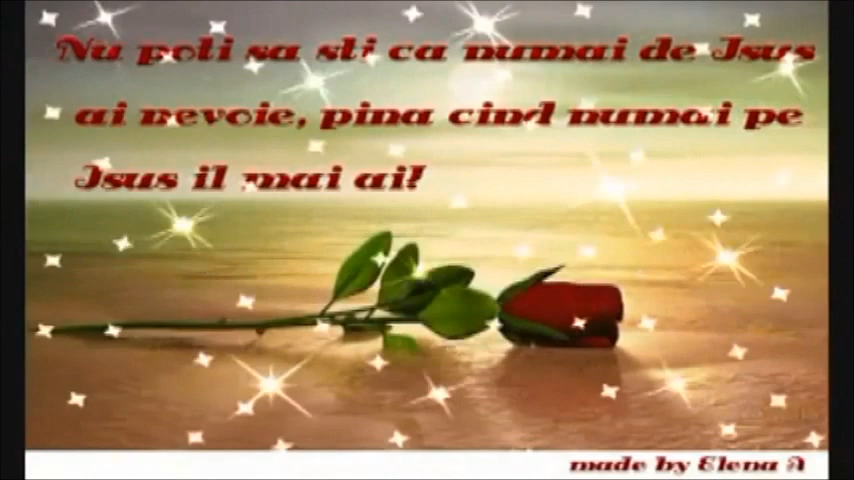 Nu poti sa sti ca numai de Isus
ai nevoie, pina cind numai pe
Isus il mai ai!
made by Elena A